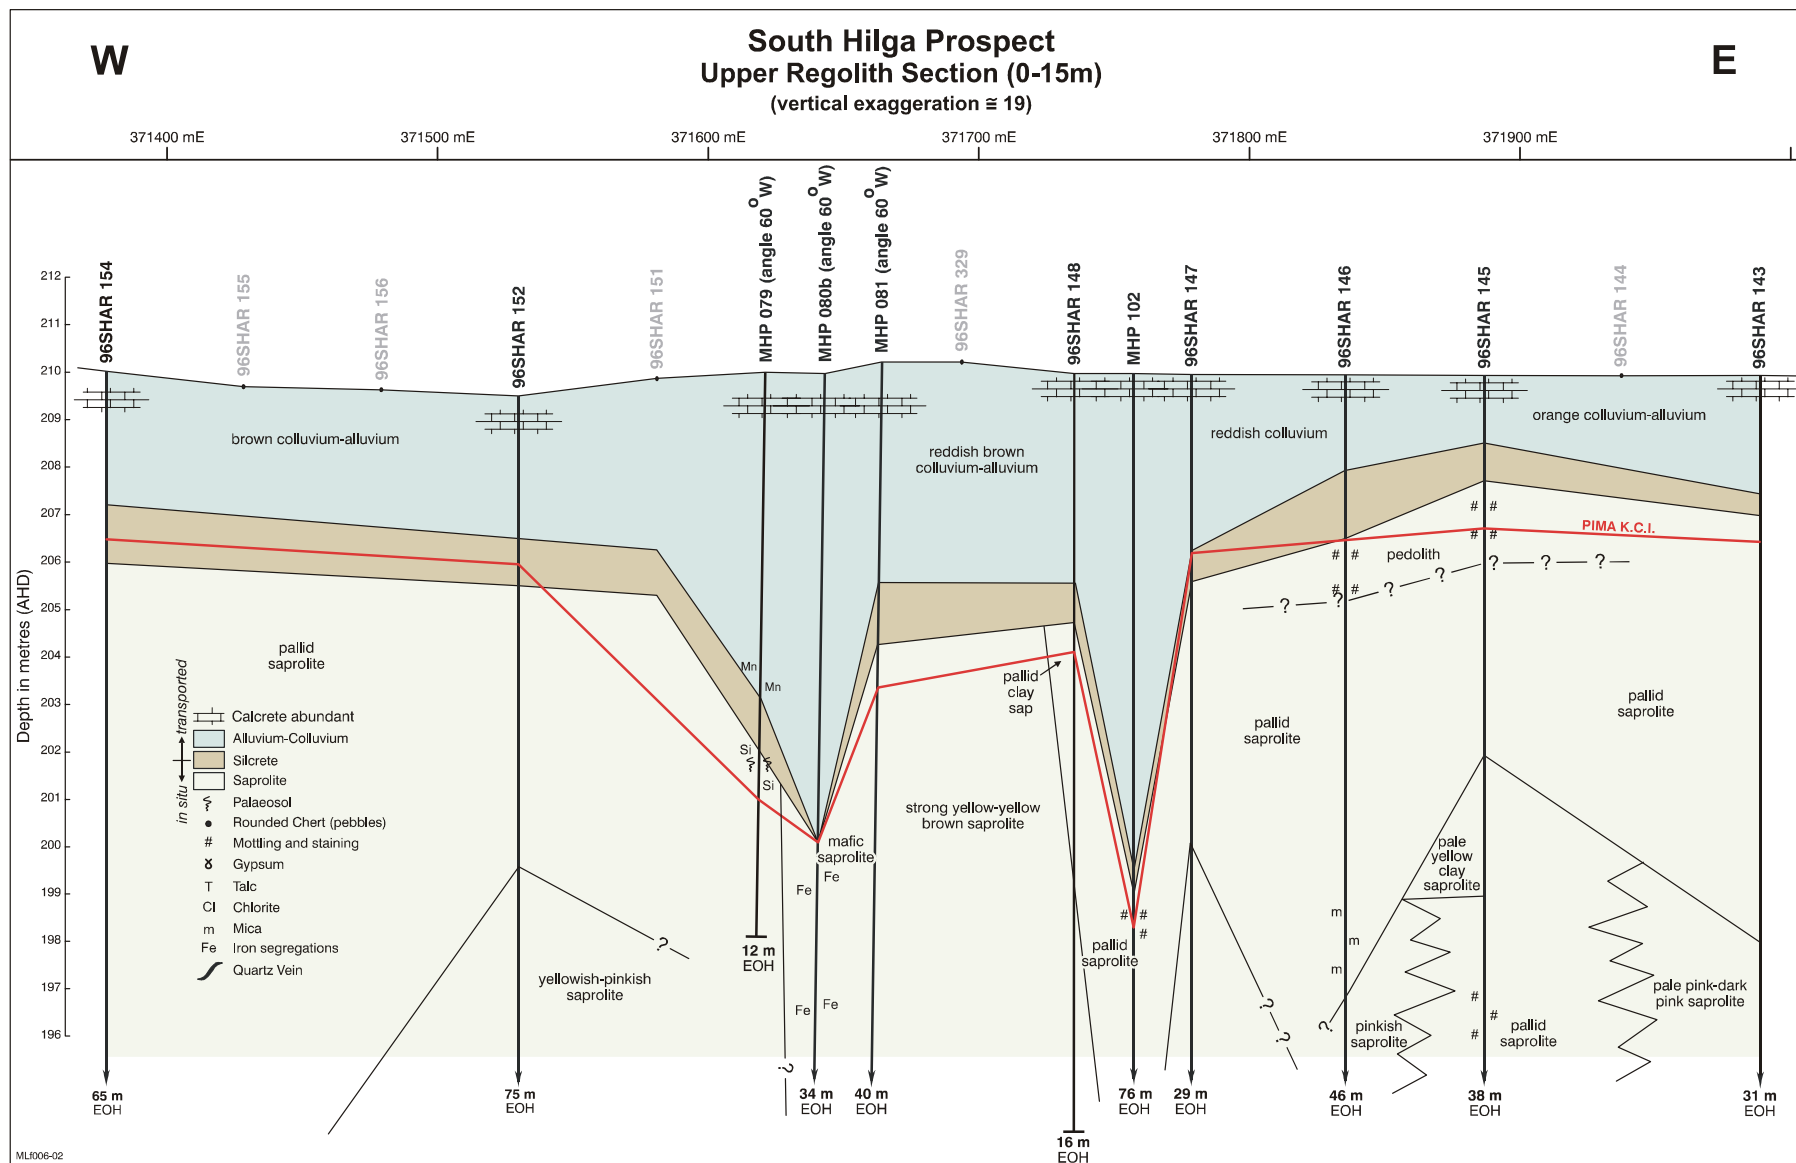 W
South Hilga Prospect
E
Upper Regolith Section (0-15m)
(vertical exaggeration ≅ 19)
371400 mE
371500 mE
371600 mE
371700 mE
371800 mE
371900 mE
96SHAR 154
96SHAR 155
96SHAR 156
96SHAR 152
96SHAR 151
MHP 079 (angle 60°W)
MHP 080b (angle 60°W)
MHP 081 (angle 60°W)
96SHAR 329
96SHAR 148
MHP 102
96SHAR 147
96SHAR 146
96SHAR 145
96SHAR 144
96SHAR 143
Depth in metres (AHD)
212
211
210
209
208
207
206
205
204
203
202
201
200
199
198
197
196
brown colluvium-alluvium
reddish brown
colluvium-alluvium
reddish colluvium
orange colluvium-alluvium
PIMA K.C.I.
# #
# #
# #
# #
pedolith
? ? ? ? ? ? ?
pallid
saprolite
Mn
Mn
Si
Si
pallid
clay
sap
pallid
saprolite
pallid
saprolite
strong yellow-yellow
brown saprolite
mafic
saprolite
Fe
Fe
Fe
Fe
# #
#
pallid
saprolite
pale
yellow
clay
saprolite
m
m
m
#
#
#
yellowish-pinkish
saprolite
?
?
?
?
?
pinkish
saprolite
pallid
saprolite
pale pink-dark
pink saprolite
in situ
transported
Calcrete abundant
Alluvium-Colluvium
Silcrete
Saprolite
Palaeosol
Rounded Chert (pebbles)
# Mottling and staining
Gypsum
T Talc
Cl Chlorite
m Mica
Fe Iron segregations
Quartz Vein
65 m
EOH
75 m
EOH
12 m
EOH
34 m
EOH
40 m
EOH
16 m
EOH
76 m
EOH
29 m
EOH
46 m
EOH
38 m
EOH
31 m
EOH
MLf006-02